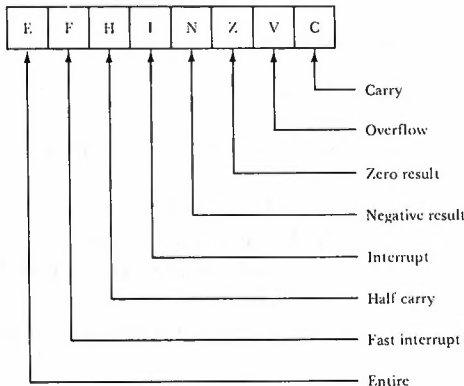 E F H I N Z V C
Carry
Overflow
Zero result
Negative result
Interrupt
Half carry
Fast interrupt
Entire